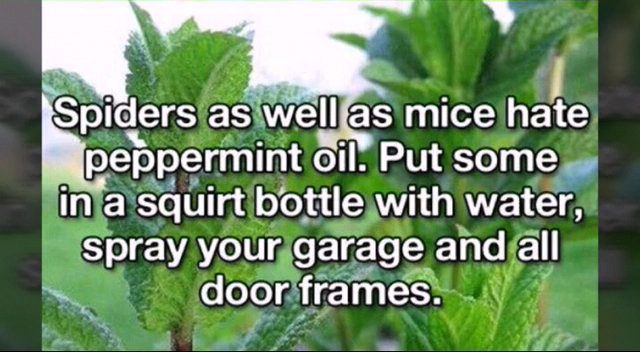 Spiders as well as mice hate
peppermint oil. Put some
in a squirt bottle with water,
spray your garage and all
door frames.